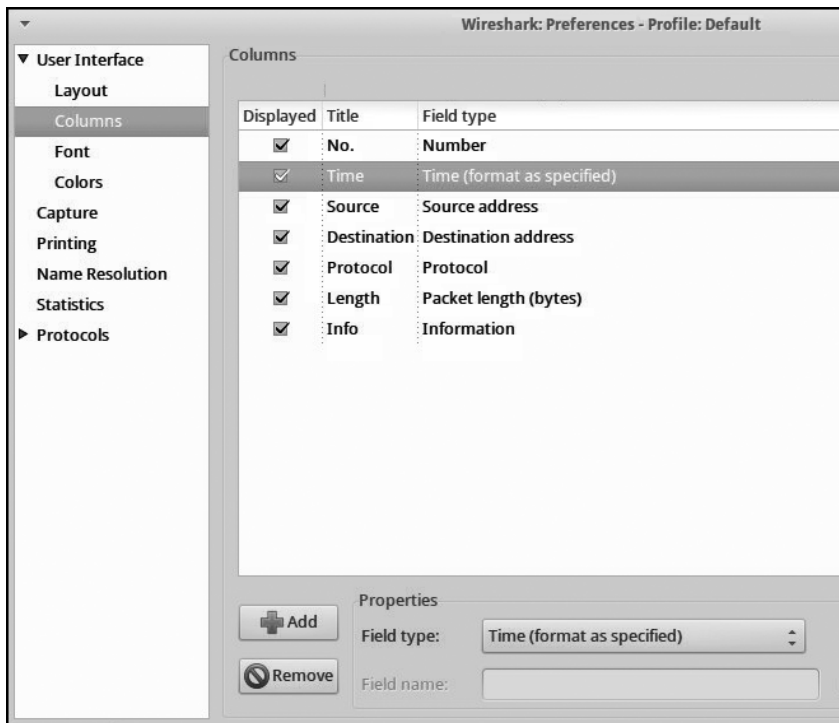 Wireshark: Preferences - Profile: Default
User Interface
Layout
Columns
Font
Colors
Capture
Printing
Name Resolution
Statistics
Protocols
Columns
Displayed Title Field type
No. Number
Time Time (format as specified)
Source Source address
Destination Destination address
Protocol Protocol
Length Packet length (bytes)
Info Information
Add
Remove
Properties
Field type: Time (format as specified)
Field name: